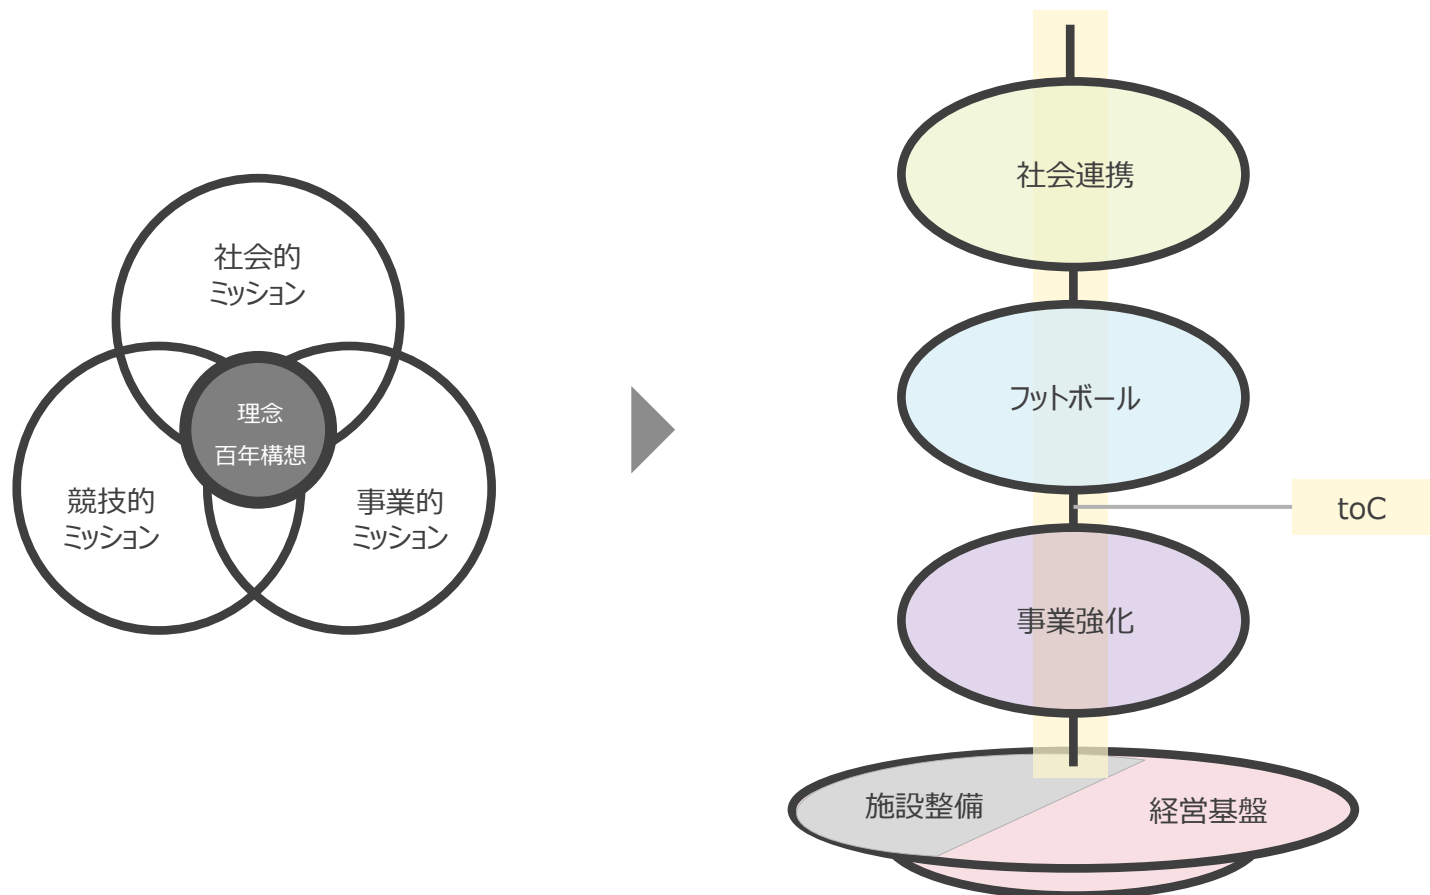 社会的
ミッション
理念
百年構想
競技的
ミッション
事業的
ミッション
社会連携
フットボール
toC
事業強化
施設整備
経営基盤